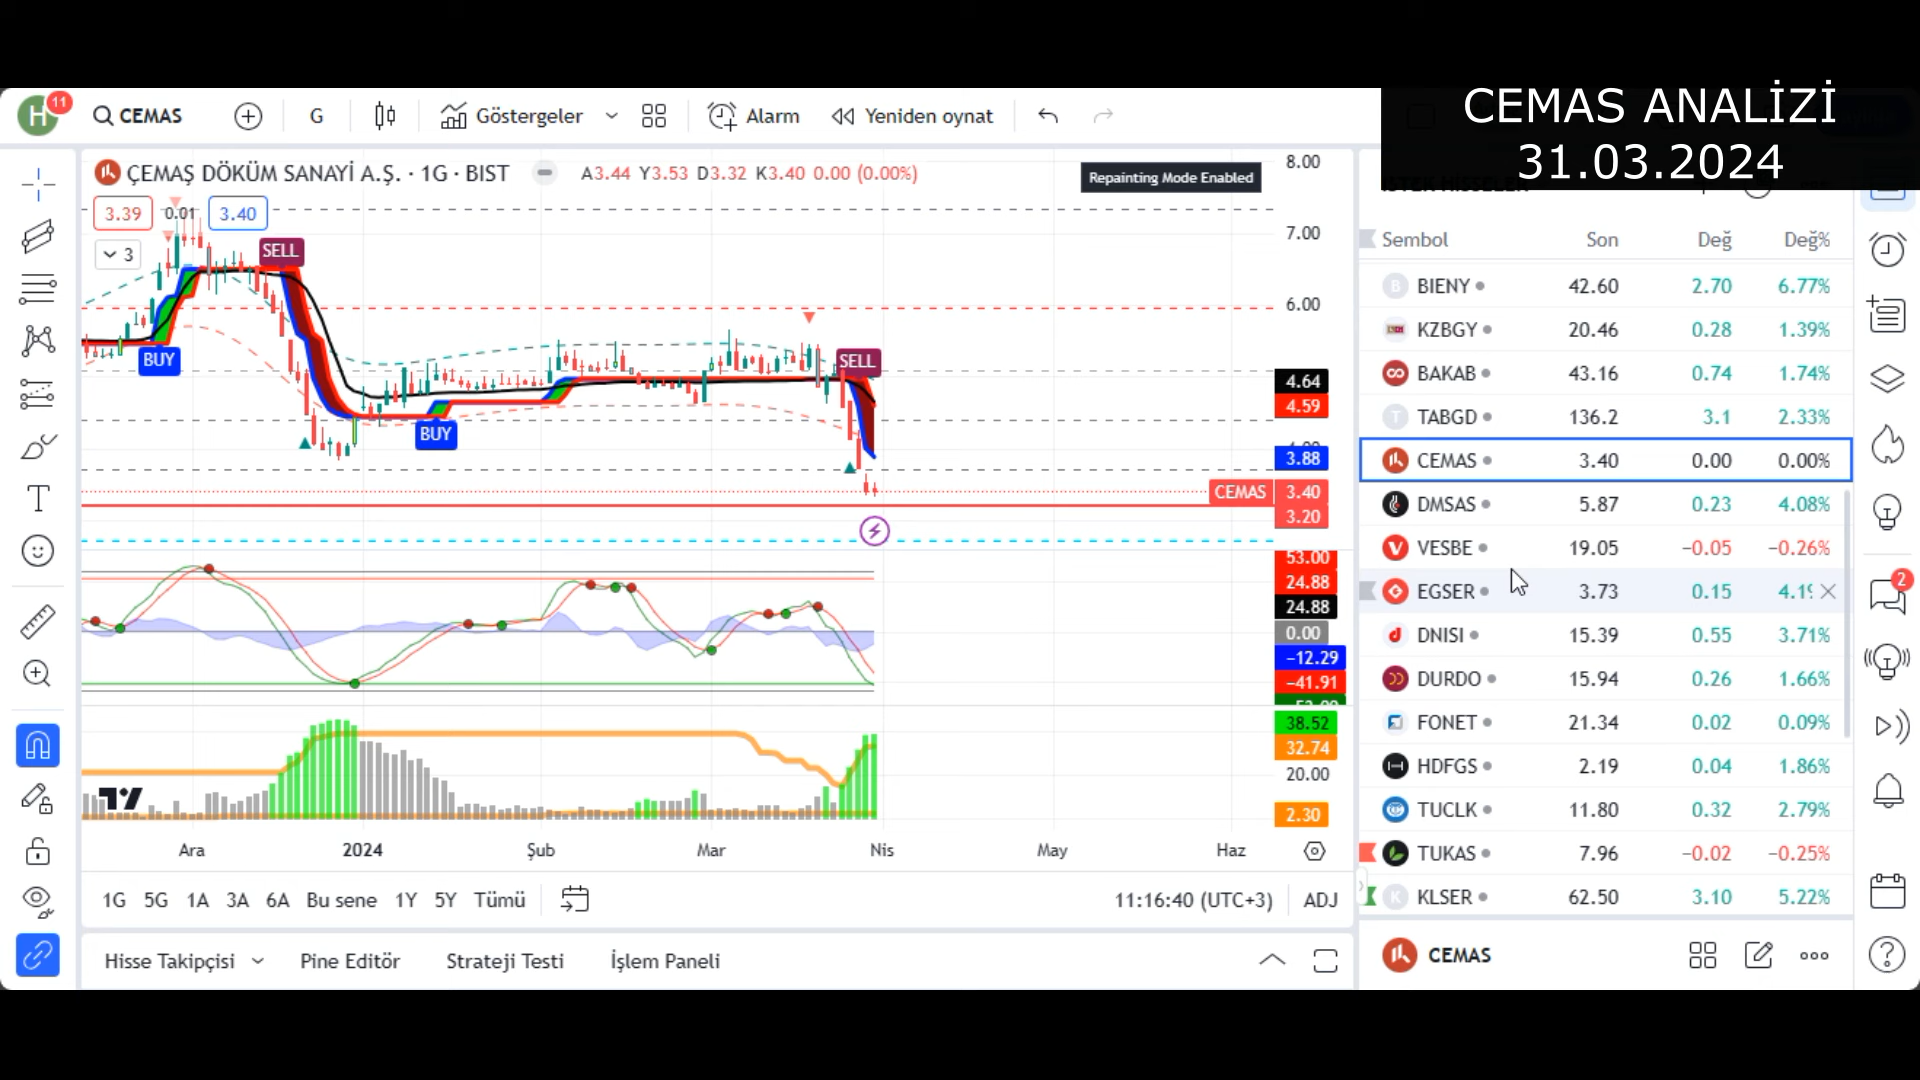 CEMAS ANALİZİ
31.03.2024
H
11
CEMAS
G
Göstergeler
Alarm
Yeniden oynat
ÇEMAŞ DÖKÜM SANAYİ A.Ş. · 1G · BIST
A3.44 Y3.53 D3.32 K3.40 0.00 (0.00%)
Repainting Mode Enabled
3.39
0.01
3.40
3
SELL
BUY
BUY
SELL
8.00
7.00
6.00
4.64
4.59
3.88
CEMAS 3.40
3.20
53.00
24.88
24.88
0.00
−12.29
−41.91
38.52
32.74
20.00
2.30
Ara 2024 Şub Mar Nis May Haz
1G 5G 1A 3A 6A Bu sene 1Y 5Y Tümü
11:16:40 (UTC+3) ADJ
Hisse Takipçisi Pine Editör Strateji Testi İşlem Paneli
Sembol Son Değ Değ%
BIENY 42.60 2.70 6.77%
KZBGY 20.46 0.28 1.39%
BAKAB 43.16 0.74 1.74%
TABGD 136.2 3.1 2.33%
CEMAS 3.40 0.00 0.00%
DMSAS 5.87 0.23 4.08%
VESBE 19.05 −0.05 −0.26%
EGSER 3.73 0.15
DNISI 15.39 0.55 3.71%
DURDO 15.94 0.26 1.66%
FONET 21.34 0.02 0.09%
HDFGS 2.19 0.04 1.86%
TUCLK 11.80 0.32 2.79%
TUKAS 7.96 −0.02 −0.25%
KLSER 62.50 3.10 5.22%
CEMAS
2